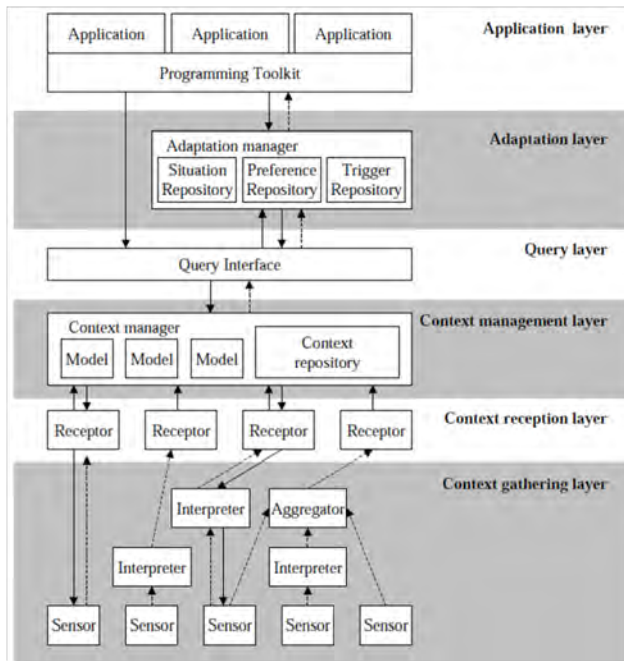 Application Application Application
Application layer
Programming Toolkit
Adaptation layer
Adaptation manager
Situation Repository
Preference Repository
Trigger Repository
Query layer
Query Interface
Context management layer
Context manager
Model Model Model
Context repository
Context reception layer
Receptor Receptor Receptor Receptor
Context gathering layer
Interpreter Aggregator
Interpreter Interpreter
Sensor Sensor Sensor Sensor Sensor